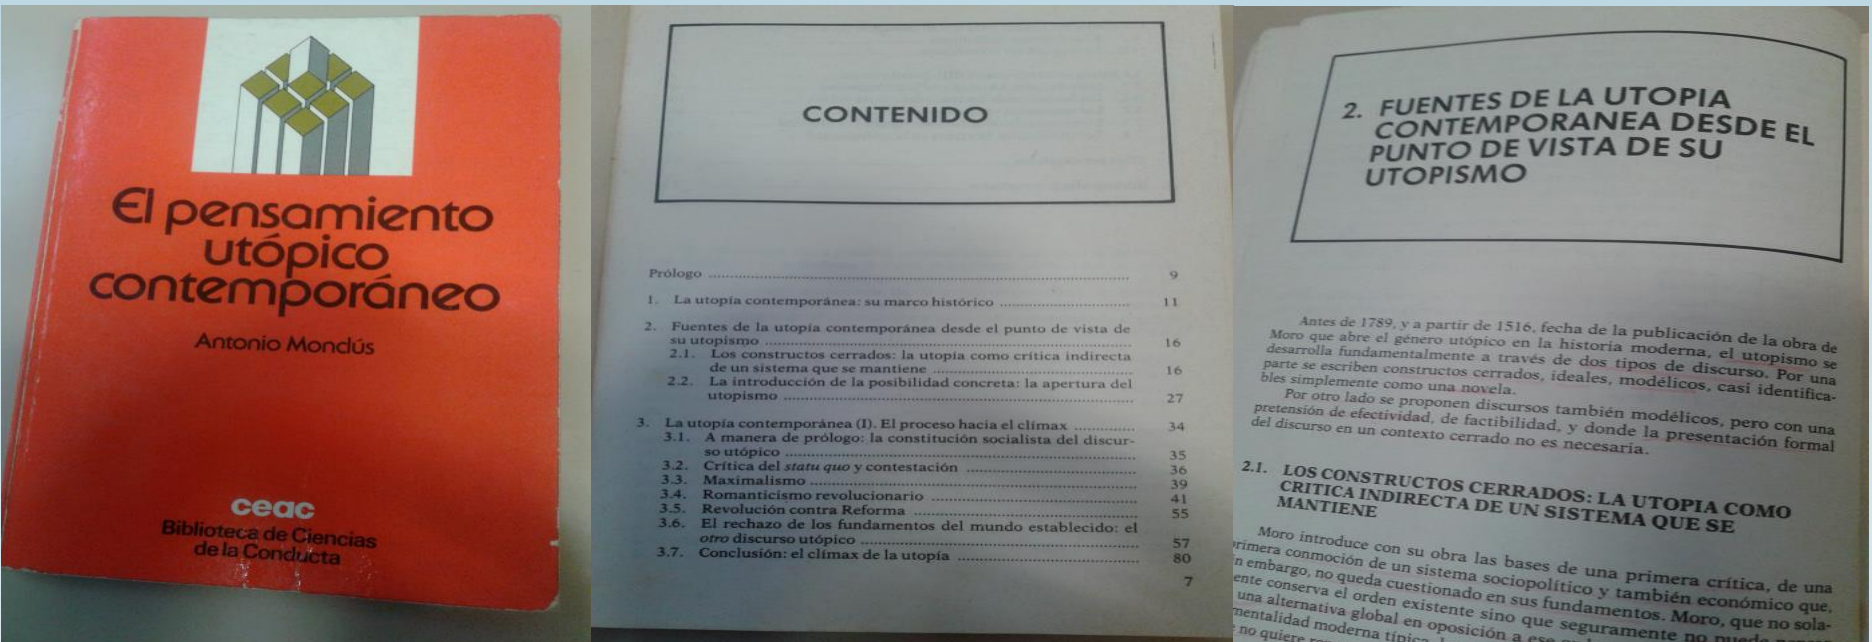 El pensamiento
utópico
contemporáneo
Antonio Monclús
ceac
Biblioteca de Ciencias
de la Conducta
CONTENIDO
Prólogo ........ 9
1. La utopía contemporánea: su marco histórico ........ 11
2. Fuentes de la utopía contemporánea desde el punto de vista de
su utopismo ........ 16
2.1. Los constructos cerrados: la utopía como crítica indirecta
de un sistema que se mantiene ........ 16
2.2. La introducción de la posibilidad concreta: la apertura del
utopismo ........ 27
3. La utopía contemporánea (I). El proceso hacia el clímax ........ 34
3.1. A manera de prólogo: la constitución socialista del discur-
so utópico ........ 35
3.2. Crítica del statu quo y contestación ........ 36
3.3. Maximalismo ........ 39
3.4. Romanticismo revolucionario ........ 41
3.5. Revolución contra Reforma ........ 55
3.6. El rechazo de los fundamentos del mundo establecido: el
otro discurso utópico ........ 57
3.7. Conclusión: el clímax de la utopía ........ 80
7
2. FUENTES DE LA UTOPIA
CONTEMPORANEA DESDE EL
PUNTO DE VISTA DE SU
UTOPISMO
Antes de 1789, y a partir de 1516, fecha de la publicación de la obra de
Moro que abre el género utópico en la historia moderna, el utopismo se
desarrolla fundamentalmente a través de dos tipos de discurso. Por una
parte se escriben constructos cerrados, ideales, modélicos, casi identifica-
bles simplemente como una novela.
Por otro lado se proponen discursos también modélicos, pero con una
pretensión de efectividad, de factibilidad, y donde la presentación formal
del discurso en un contexto cerrado no es necesaria.
2.1. LOS CONSTRUCTOS CERRADOS: LA UTOPIA COMO
CRITICA INDIRECTA DE UN SISTEMA QUE SE
MANTIENE
Moro introduce con su obra las bases de una primera crítica, de una
primera conmoción de un sistema sociopolítico y también económico que,
n embargo, no queda cuestionado en sus fundamentos. Moro, que no sola-
ente conserva el orden existente sino que seguramente no puede
una alternativa global en oposición a ese
mentalidad moderna típica
no quiere